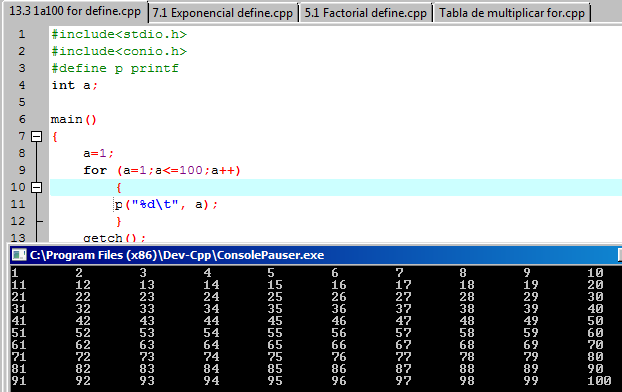 13.3 1a100 for define.cpp 7.1 Exponencial define.cpp 5.1 Factorial define.cpp Tabla de multiplicar for.cpp
1 #include<stdio.h>
2 #include<conio.h>
3 #define p printf
4 int a;
5
6 main()
7 {
8 a=1;
9 for (a=1;a<=100;a++)
10 {
11 p("%d\t", a);
12 }
13 getch();
C:\Program Files (x86)\Dev-Cpp\ConsolePauser.exe
1 2 3 4 5 6 7 8 9 10
11 12 13 14 15 16 17 18 19 20
21 22 23 24 25 26 27 28 29 30
31 32 33 34 35 36 37 38 39 40
41 42 43 44 45 46 47 48 49 50
51 52 53 54 55 56 57 58 59 60
61 62 63 64 65 66 67 68 69 70
71 72 73 74 75 76 77 78 79 80
81 82 83 84 85 86 87 88 89 90
91 92 93 94 95 96 97 98 99 100